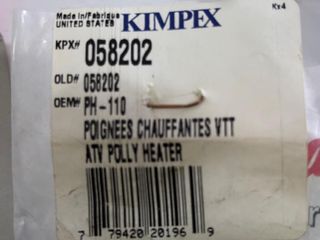 Made in/Fabrique
UNITED STATES
KIMPEX
Kx4
KPX# 058202
OLD# 058202
OEM# PH-110
POIGNEES CHAUFFANTES VTT
ATV POLLY HEATER
7 79420 20196 9